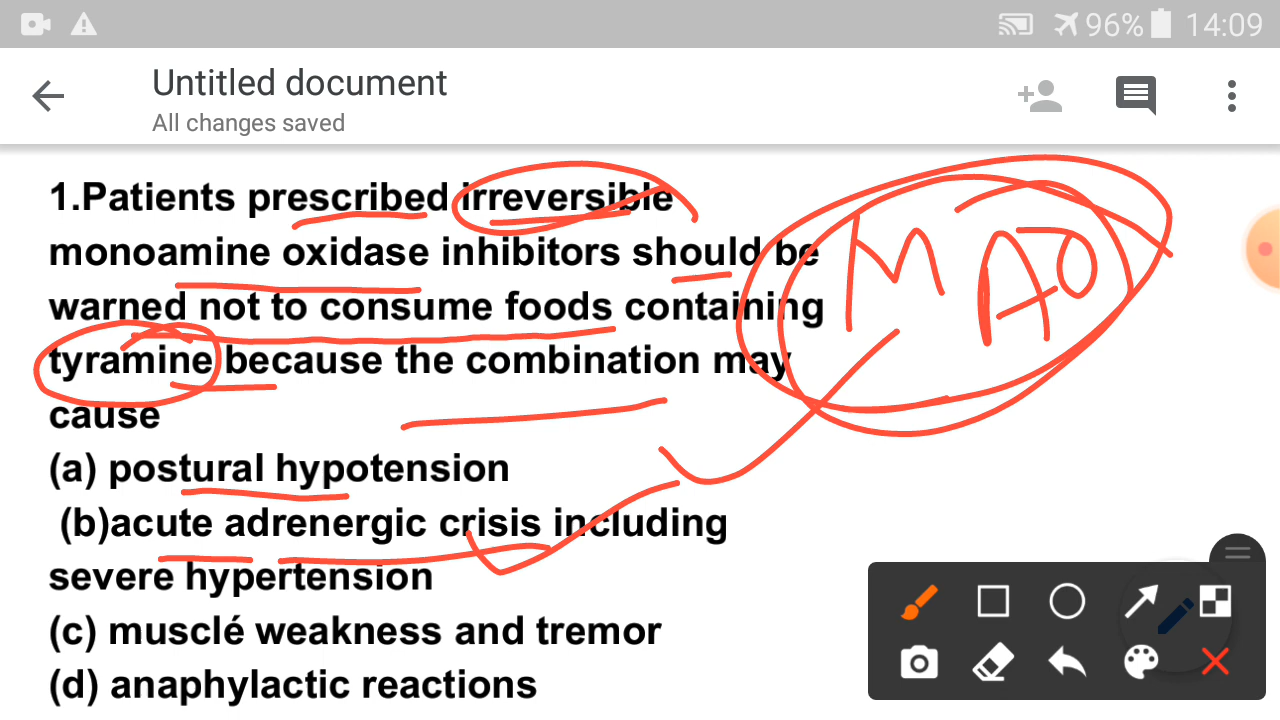 96% 14:09
Untitled document
All changes saved
1.Patients prescribed irreversible
monoamine oxidase inhibitors should be
warned not to consume foods containing
tyramine because the combination may
cause
(a) postural hypotension
(b)acute adrenergic crisis including
severe hypertension
(c) musclé weakness and tremor
(d) anaphylactic reactions
MAO